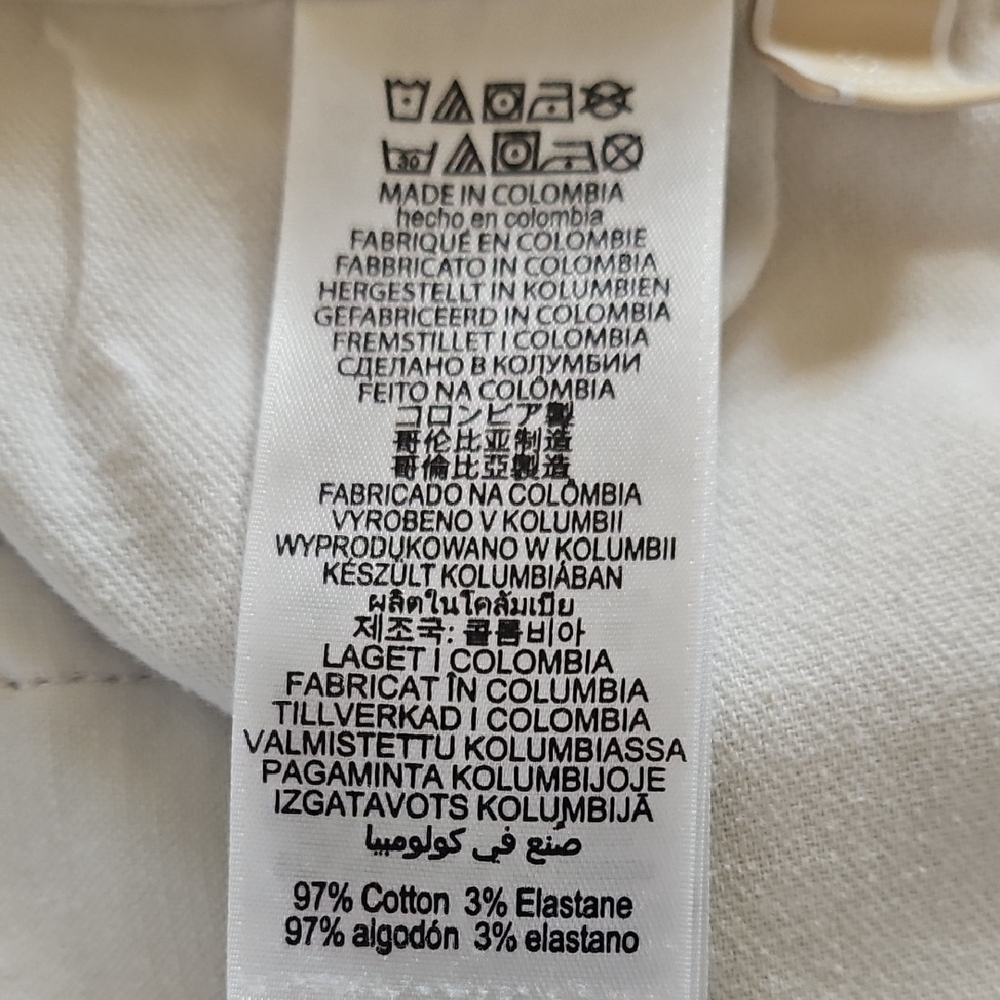 30
MADE IN COLOMBIA
hecho en colombia
FABRIQUÉ EN COLOMBIE
FABBRICATO IN COLOMBIA
HERGESTELLT IN KOLUMBIEN
GEFABRICEERD IN COLOMBIA
FREMSTILLET I COLOMBIA
СДЕЛАНО В КОЛУМБИИ
FEITO NA COLÔMBIA
コロンビア製
哥伦比亚制造
哥倫比亞製造
FABRICADO NA COLÔMBIA
VYROBENO V KOLUMBII
WYPRODUKOWANO W KOLUMBII
KÉSZÜLT KOLUMBIÁBAN
ผลิตในโคลัมเบีย
제조국: 콜롬비아
LAGET I COLOMBIA
FABRICAT ÎN COLUMBIA
TILLVERKAD I COLOMBIA
VALMISTETTU KOLUMBIASSA
PAGAMINTA KOLUMBIJOJE
IZGATAVOTS KOLUMBIJĀ
صُنع في كولومبيا
97% Cotton 3% Elastane
97% algodón 3% elastano